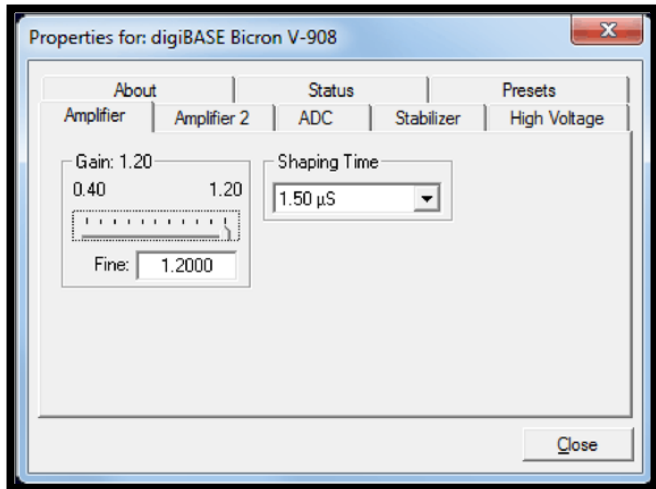 Properties for: digiBASE Bicron V-908
About Status Presets
Amplifier Amplifier 2 ADC Stabilizer High Voltage
Gain: 1.20 Shaping Time
0.40 1.20 1.50 µS
Fine: 1.2000
Close